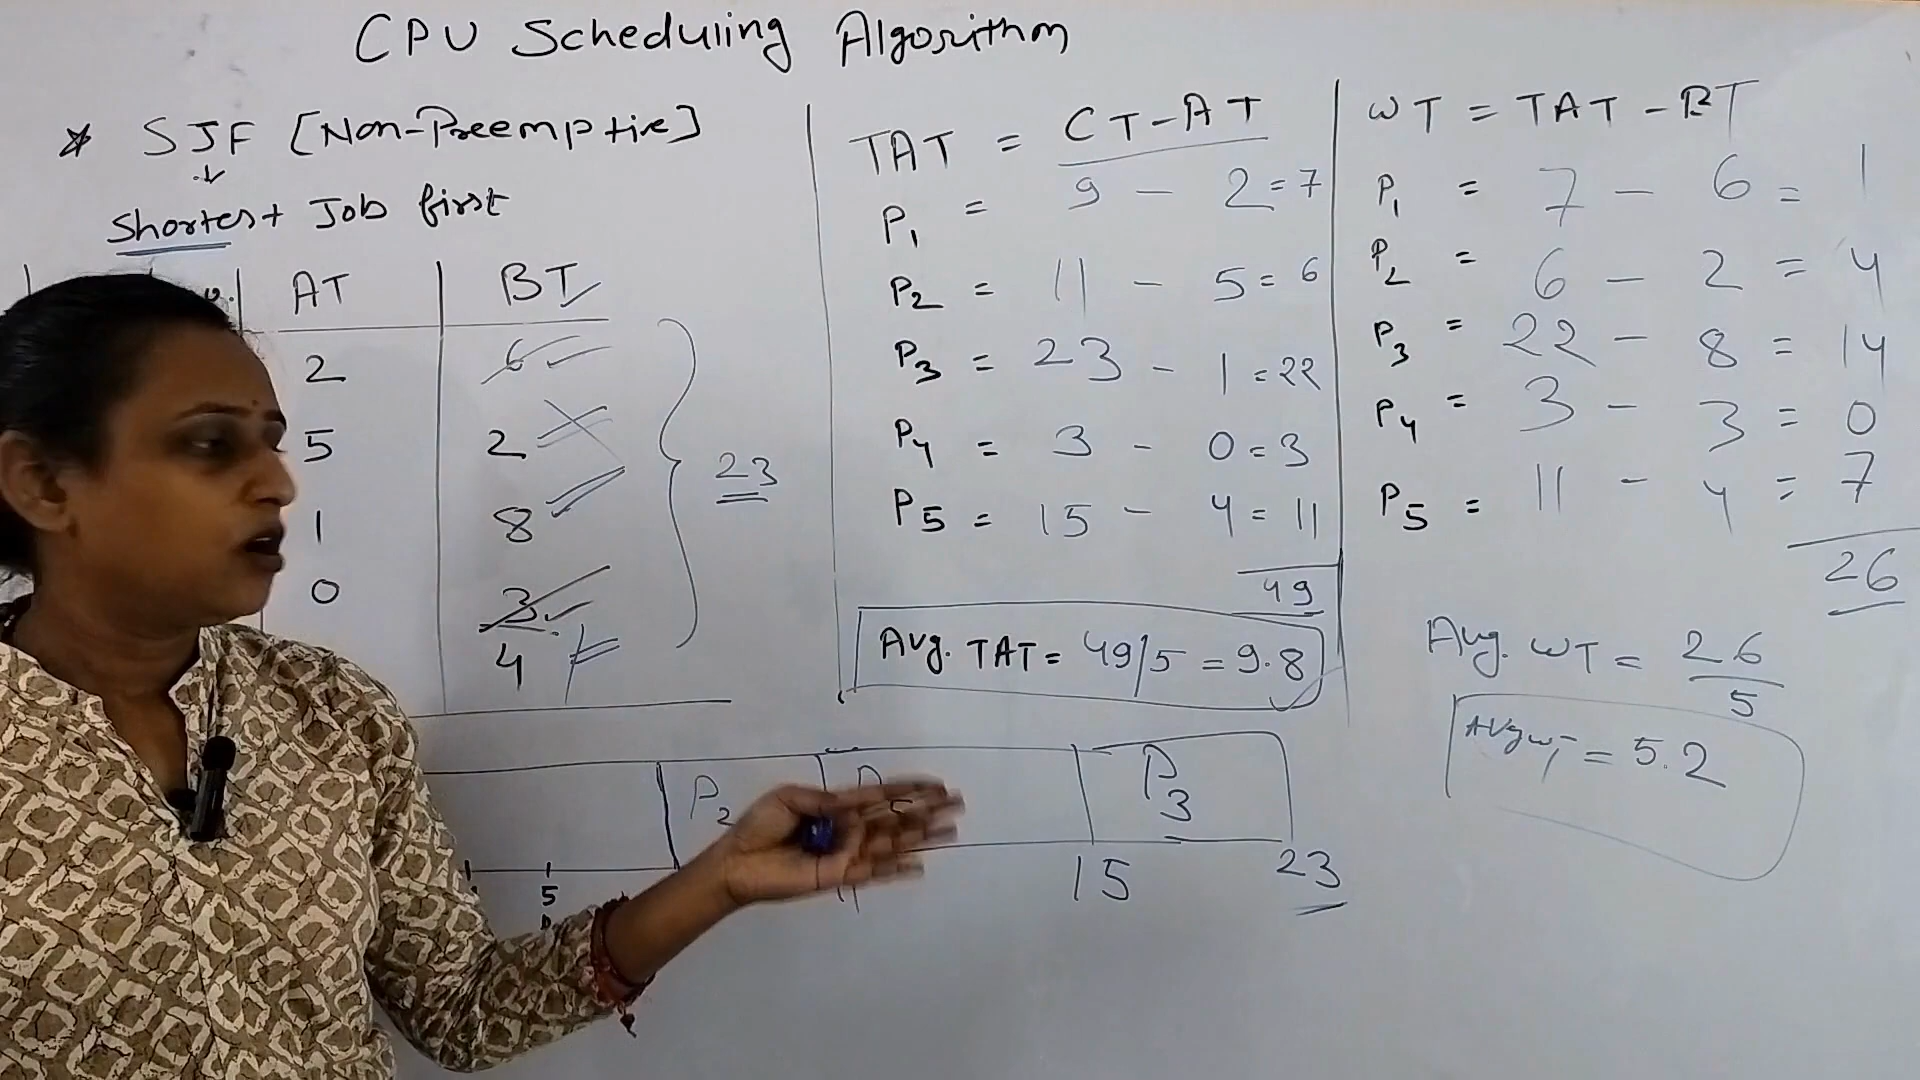 CPU Scheduling Algorithm
* SJF [Non-Preemptive]
Shortest Job first
AT BT
2 6
5 2
1 8
0 3
4
23
TAT = CT-AT
P1 = 9 - 2 = 7
P2 = 11 - 5 = 6
P3 = 23 - 1 = 22
P4 = 3 - 0 = 3
P5 = 15 - 4 = 11
49
Avg. TAT = 49/5 = 9.8
WT = TAT - BT
P1 = 7 - 6 = 1
P2 = 6 - 2 = 4
P3 = 22 - 8 = 14
P4 = 3 - 3 = 0
P5 = 11 - 4 = 7
26
Avg. WT = 26/5
Avg WT = 5.2
P2 P5 P3
5 11 15 23